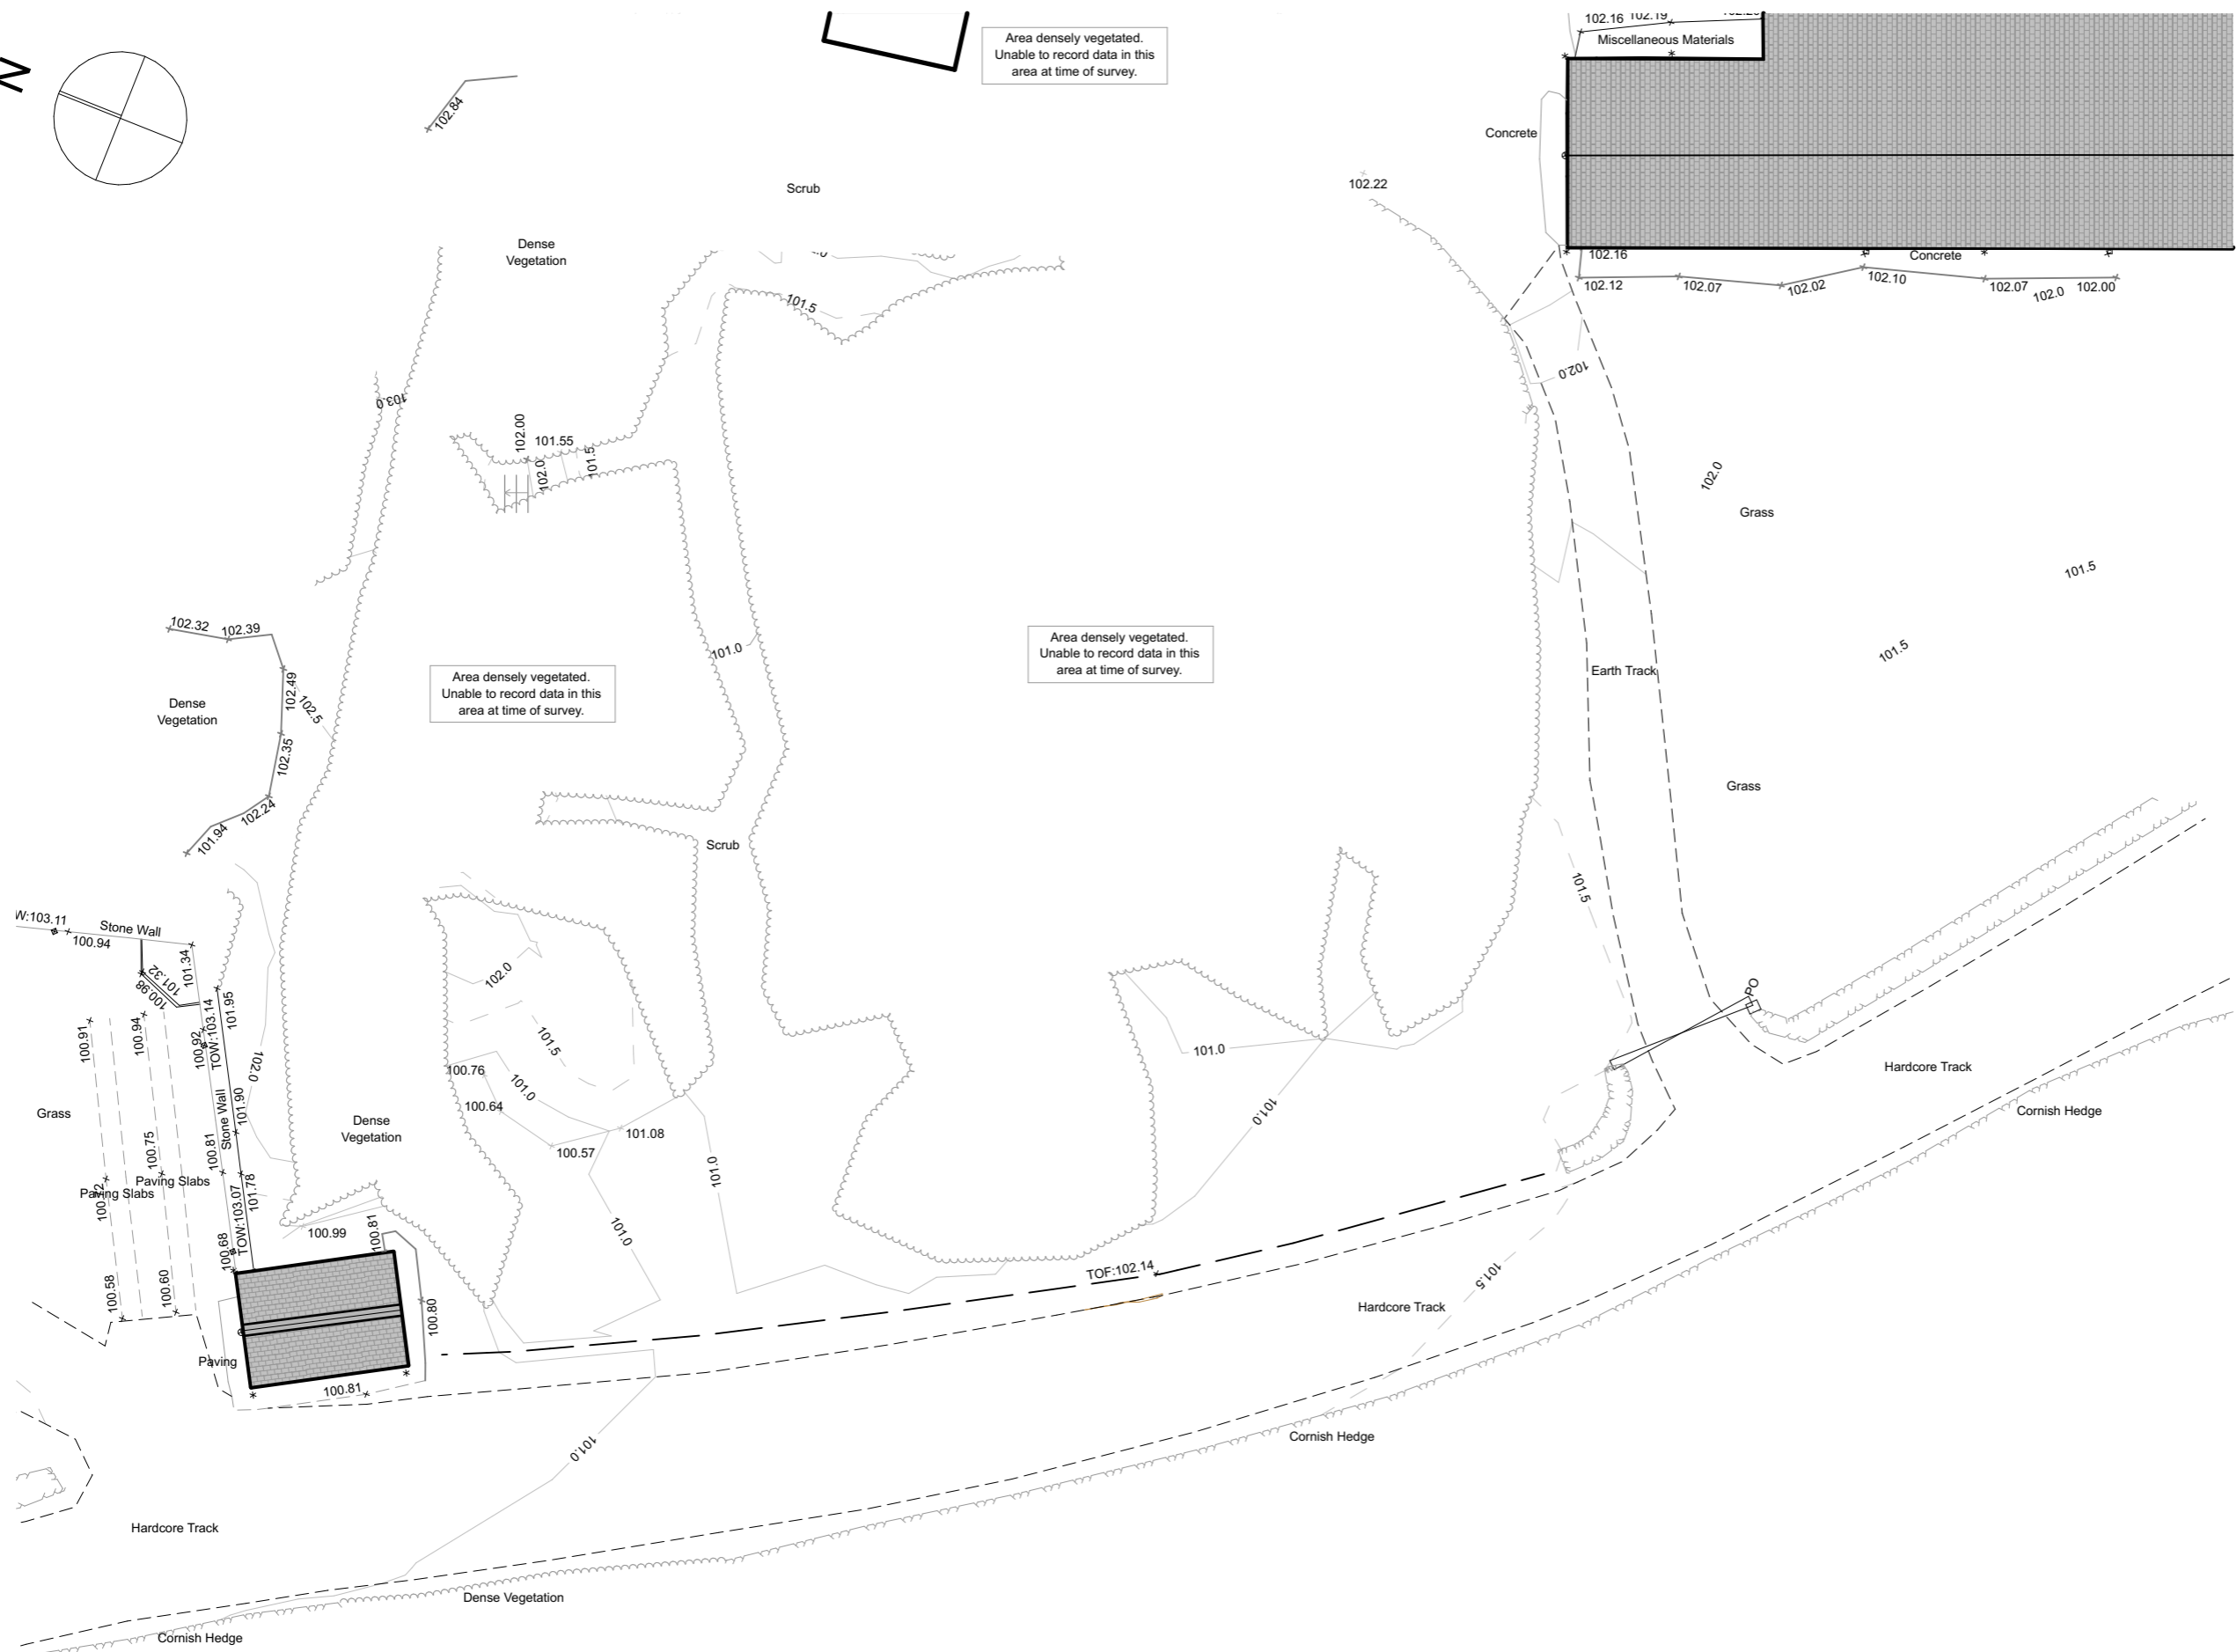 N
Area densely vegetated.
Unable to record data in this
area at time of survey.
102.16
102.19
Miscellaneous Materials
102.84
Concrete
Scrub
102.22
Dense
Vegetation
102.16
Concrete
102.12
102.07
102.02
102.10
102.07
102.0
102.00
101.5
102.0
103.0
102.00
101.55
102.0
101.5
102.0
Grass
101.5
102.32
102.39
102.49
102.5
102.35
102.24
101.94
Dense
Vegetation
Area densely vegetated.
Unable to record data in this
area at time of survey.
101.0
Area densely vegetated.
Unable to record data in this
area at time of survey.
101.5
Earth Track
Grass
Scrub
101.5
W:103.11
Stone Wall
100.94
101.34
101.32
100.98
101.95
TOW:103.14
100.92
100.91
100.94
102.0
102.0
101.5
100.76
101.0
100.64
100.57
101.08
101.0
101.0
PO
Hardcore Track
Cornish Hedge
Grass
101.90
Stone Wall
100.81
100.75
Paving Slabs
Paving Slabs
101.78
TOW:103.07
100.68
Dense
Vegetation
100.99
100.81
101.0
101.0
TOF:102.14
101.5
Hardcore Track
100.58
100.60
100.80
Paving
100.81
Cornish Hedge
101.0
Hardcore Track
Dense Vegetation
Cornish Hedge